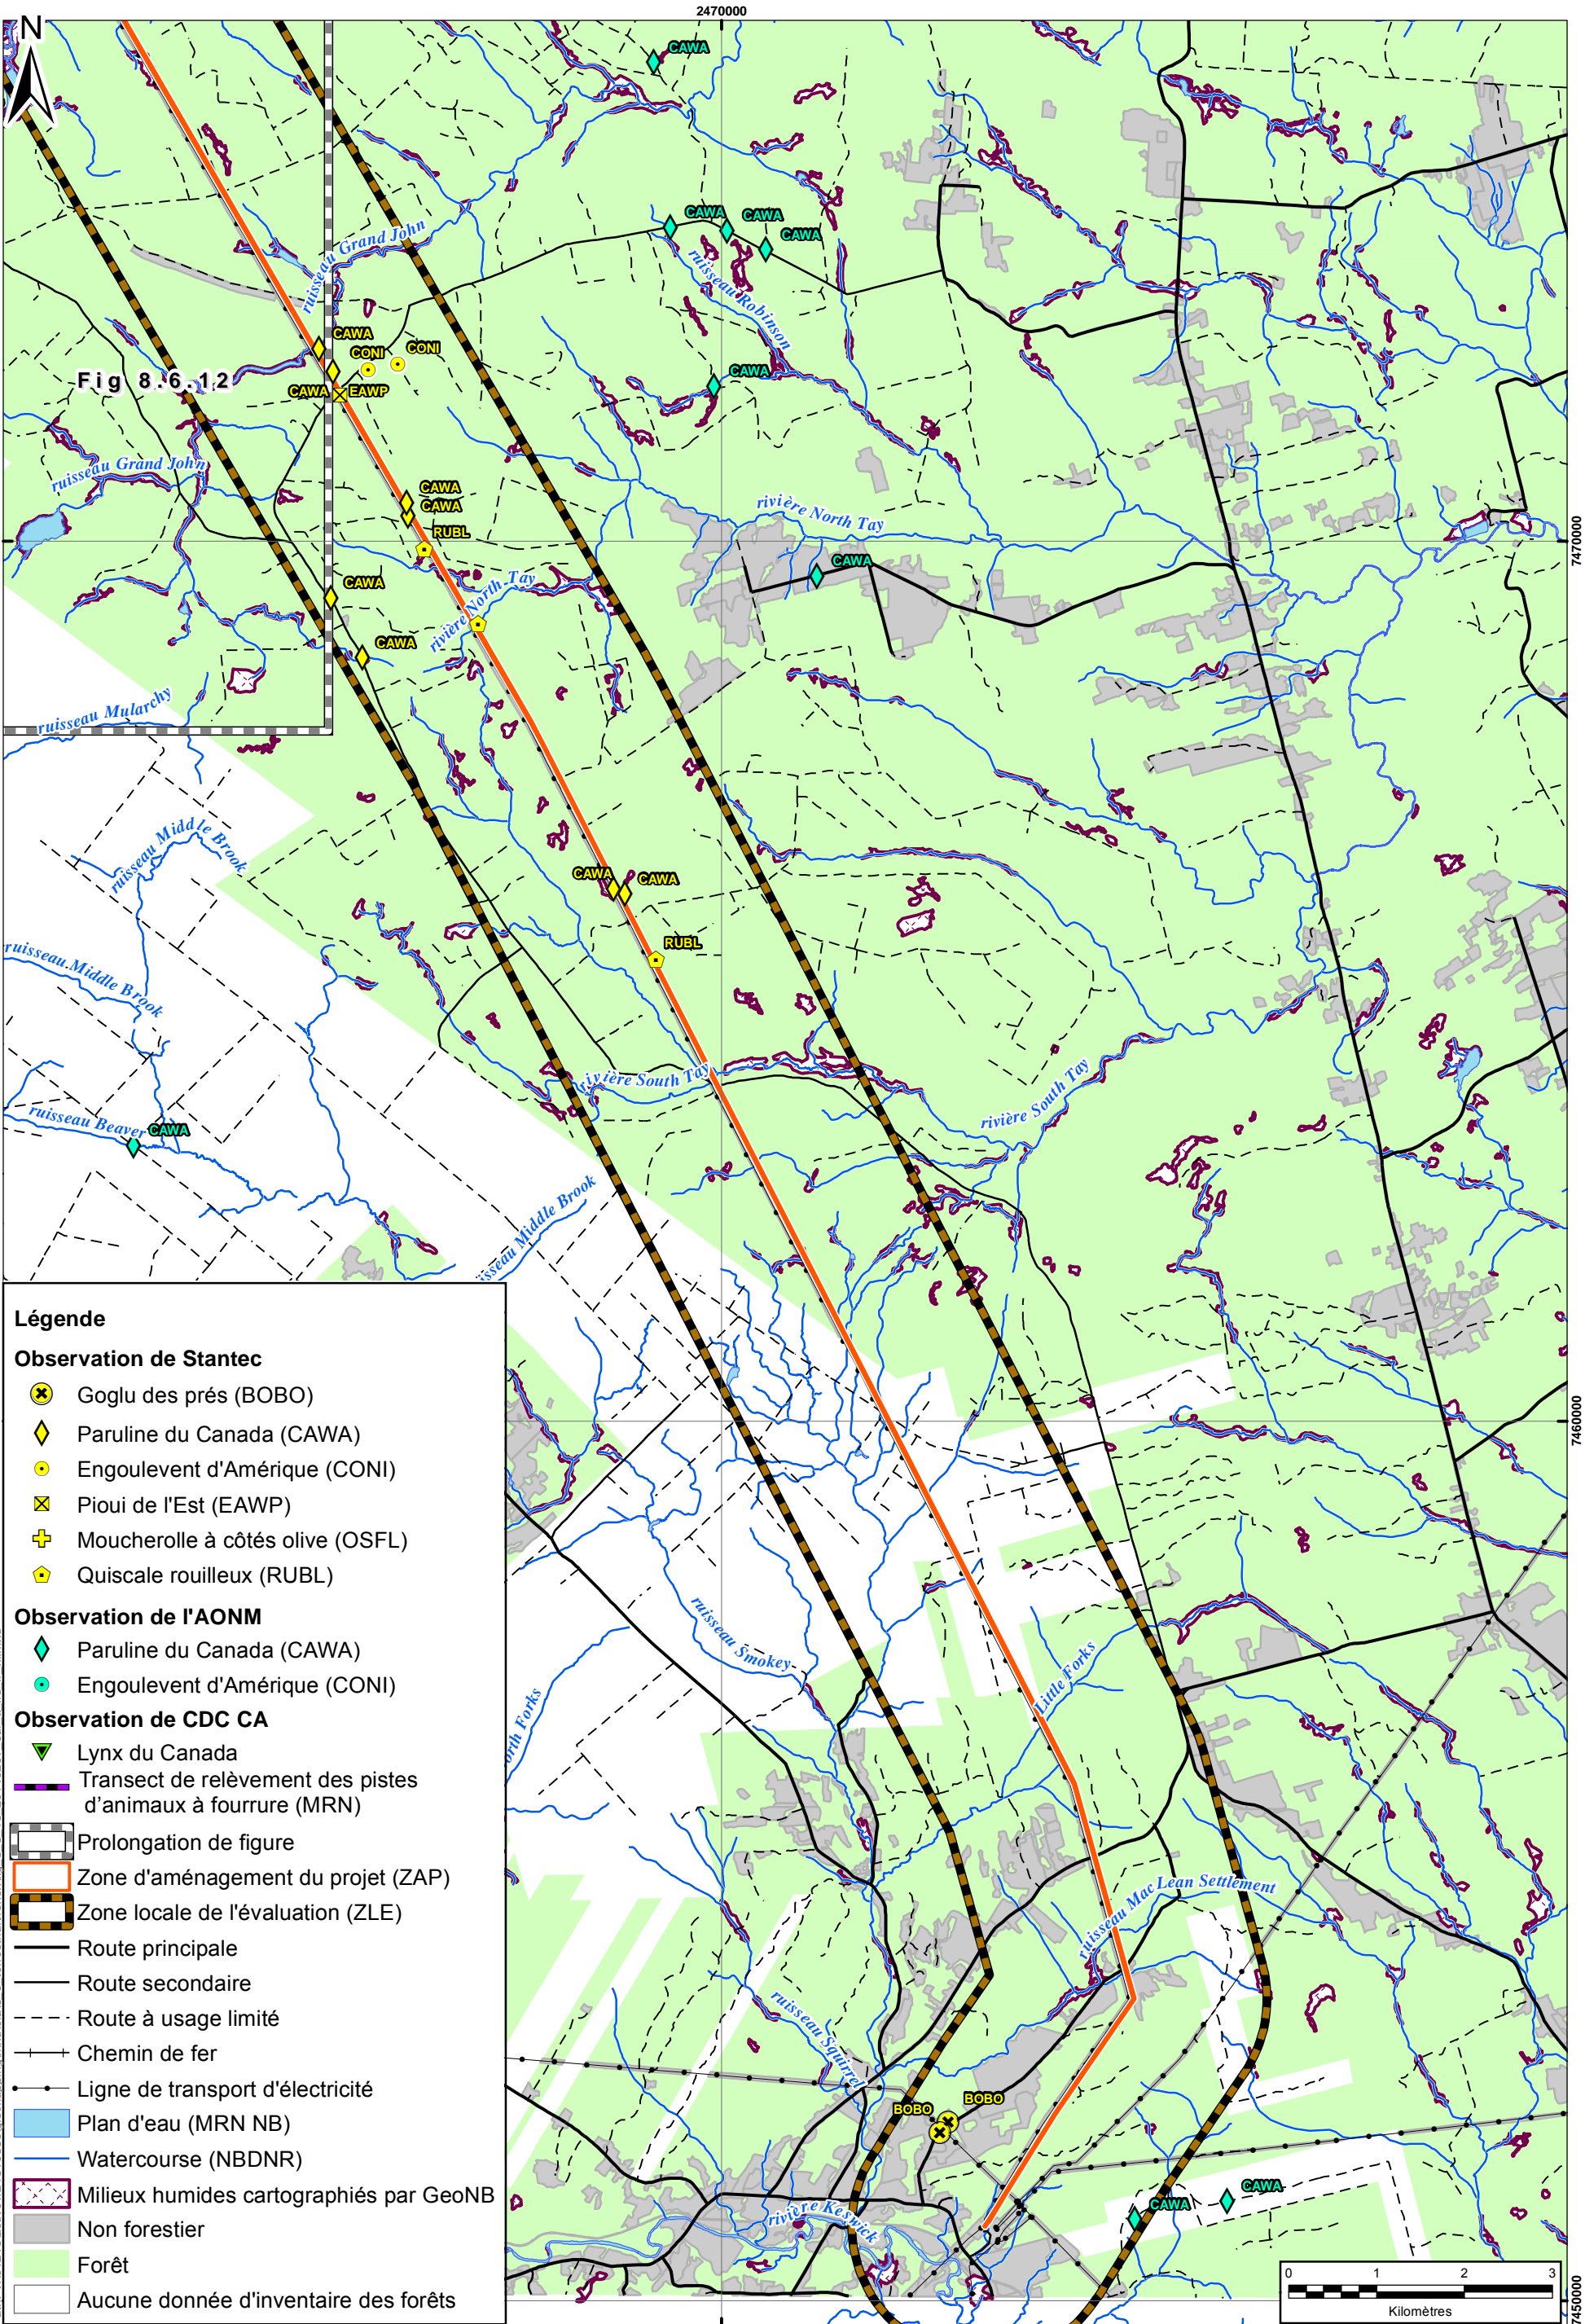 2470000
N
CAWA
CAWA
CAWA
CAWA
ruisseau Grand John
ruisseau Robinson
CAWA
CONI
CONI
Fig 8.6.12
CAWA
EAWP
CAWA
ruisseau Grand John
CAWA
CAWA
rivière North Tay
RUBL
7470000
CAWA
CAWA
rivière North Tay
CAWA
ruisseau Mularchy
ruisseau Middle Brook
CAWA
CAWA
RUBL
ruisseau Middle Brook
rivière South Tay
rivière South Tay
ruisseau Beaver
CAWA
isseau Middle Brook
7460000
ruisseau Smokey
Little Forks
orth Forks
ruisseau Mac Lean Settlement
ruisseau Squirrel
BOBO
BOBO
CAWA
CAWA
rivière Keswick
7450000
Légende
Observation de Stantec
Goglu des prés (BOBO)
Paruline du Canada (CAWA)
Engoulevent d'Amérique (CONI)
Pioui de l'Est (EAWP)
Moucherolle à côtés olive (OSFL)
Quiscale rouilleux (RUBL)
Observation de l'AONM
Paruline du Canada (CAWA)
Engoulevent d'Amérique (CONI)
Observation de CDC CA
Lynx du Canada
Transect de relèvement des pistes
d'animaux à fourrure (MRN)
Prolongation de figure
Zone d'aménagement du projet (ZAP)
Zone locale de l'évaluation (ZLE)
Route principale
Route secondaire
Route à usage limité
Chemin de fer
Ligne de transport d'électricité
Plan d'eau (MRN NB)
Watercourse (NBDNR)
Milieux humides cartographiés par GeoNB
Non forestier
Forêt
Aucune donnée d'inventaire des forêts
0 1 2 3
Kilomètres